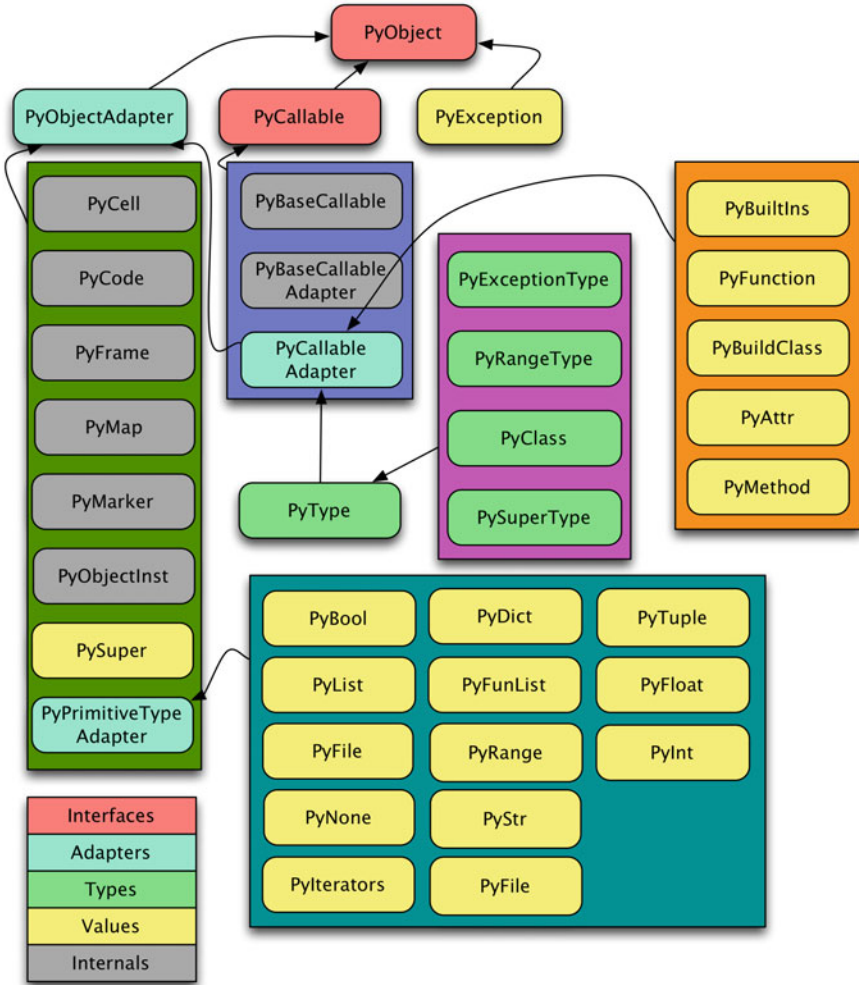 PyObject
PyObjectAdapter
PyCallable
PyException
PyCell
PyCode
PyFrame
PyMap
PyMarker
PyObjectInst
PySuper
PyPrimitiveType
Adapter
PyBaseCallable
PyBaseCallable
Adapter
PyCallable
Adapter
PyType
PyExceptionType
PyRangeType
PyClass
PySuperType
PyBuiltIns
PyFunction
PyBuildClass
PyAttr
PyMethod
PyBool
PyDict
PyTuple
PyList
PyFunList
PyFloat
PyFile
PyRange
PyInt
PyNone
PyStr
PyIterators
PyFile
Interfaces
Adapters
Types
Values
Internals